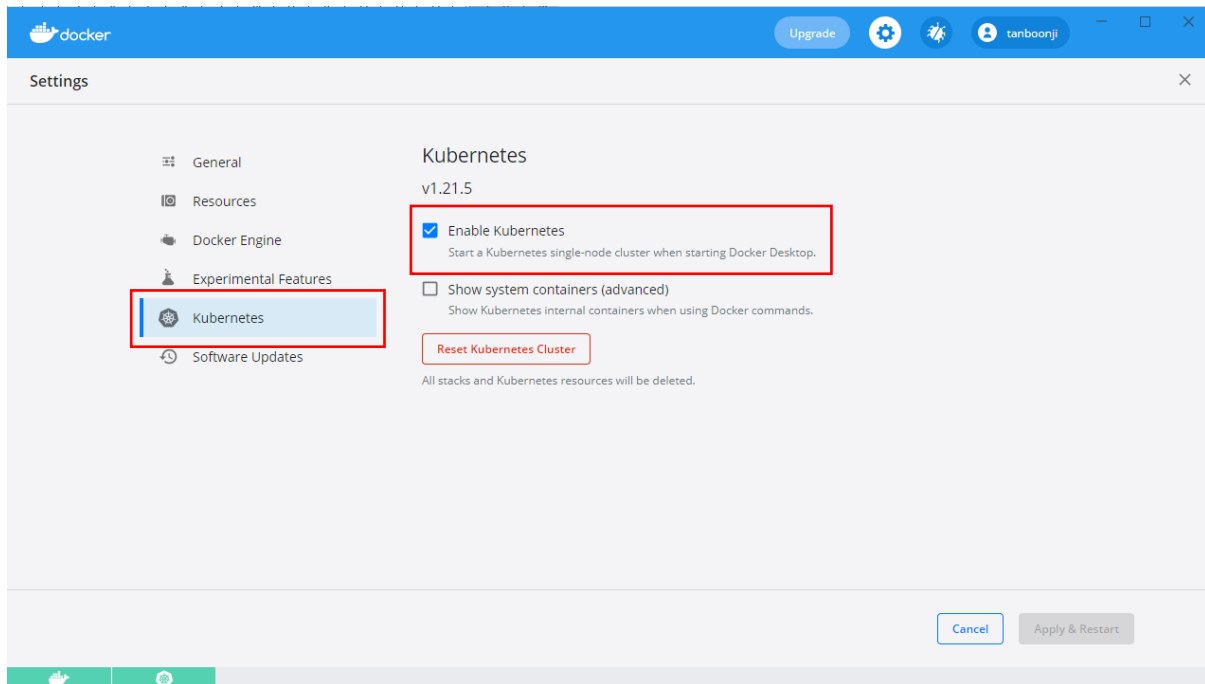 docker
Upgrade
tanboonji
Settings
General
Resources
Docker Engine
Experimental Features
Kubernetes
Software Updates
Kubernetes
v1.21.5
Enable Kubernetes
Start a Kubernetes single-node cluster when starting Docker Desktop.
Show system containers (advanced)
Show Kubernetes internal containers when using Docker commands.
Reset Kubernetes Cluster
All stacks and Kubernetes resources will be deleted.
Cancel
Apply & Restart